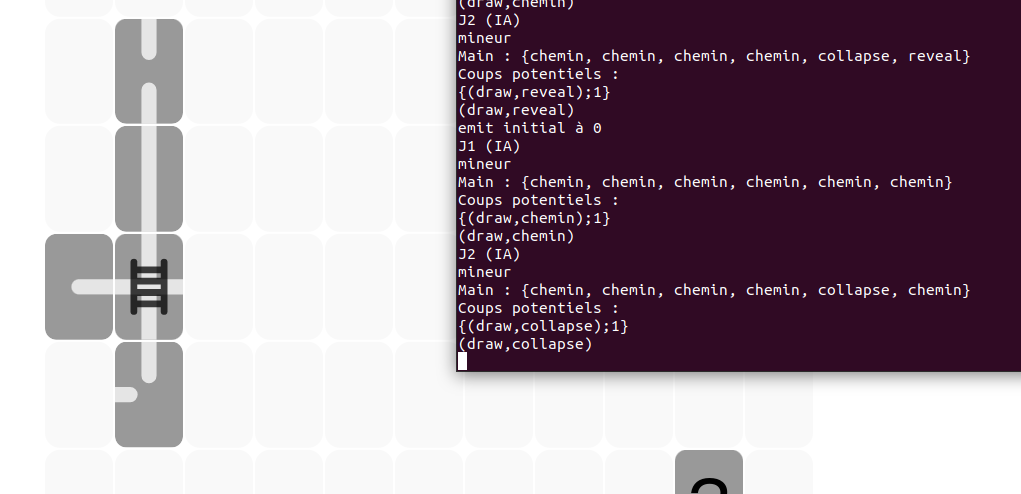 (draw,chemin)
J2 (IA)
mineur
Main : {chemin, chemin, chemin, chemin, collapse, reveal}
Coups potentiels :
{(draw,reveal);1}
(draw,reveal)
emit initial à 0
J1 (IA)
mineur
Main : {chemin, chemin, chemin, chemin, chemin, chemin}
Coups potentiels :
{(draw,chemin);1}
(draw,chemin)
J2 (IA)
mineur
Main : {chemin, chemin, chemin, chemin, collapse, chemin}
Coups potentiels :
{(draw,collapse);1}
(draw,collapse)